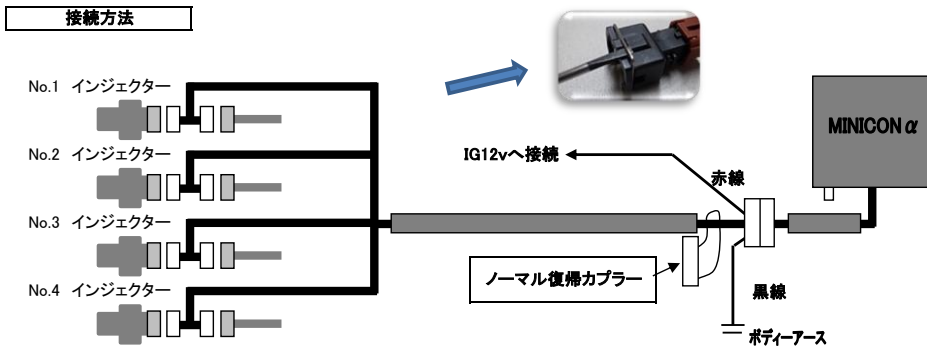 接続方法
No.1 インジェクター
No.2 インジェクター
No.3 インジェクター
No.4 インジェクター
IG12vへ接続
赤線
MINICON α
ノーマル復帰カプラー
黒線
ボディーアース